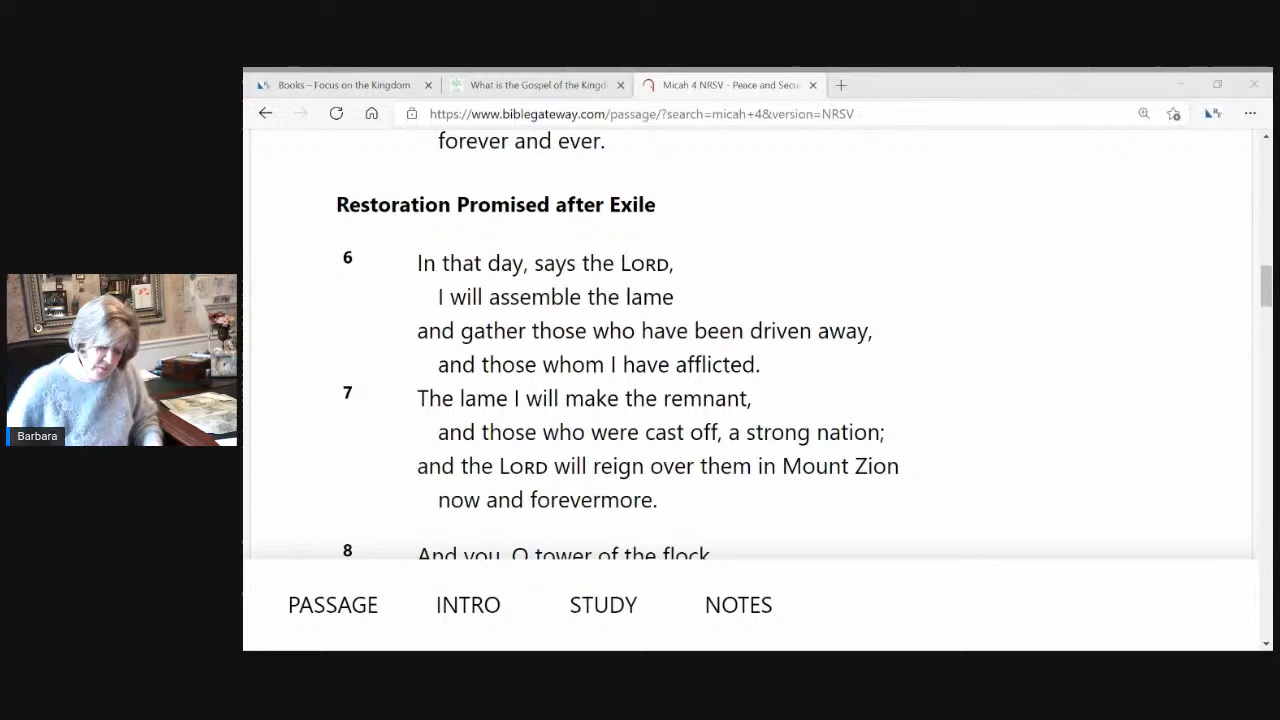 Books – Focus on the Kingdom
What is the Gospel of the Kingd
Micah 4 NRSV - Peace and Secu
https://www.biblegateway.com/passage/?search=micah+4&version=NRSV
forever and ever.
Restoration Promised after Exile
6 In that day, says the LORD,
I will assemble the lame
and gather those who have been driven away,
and those whom I have afflicted.
7 The lame I will make the remnant,
and those who were cast off, a strong nation;
and the LORD will reign over them in Mount Zion
now and forevermore.
8 And you, O tower of the flock
PASSAGE INTRO STUDY NOTES
Barbara